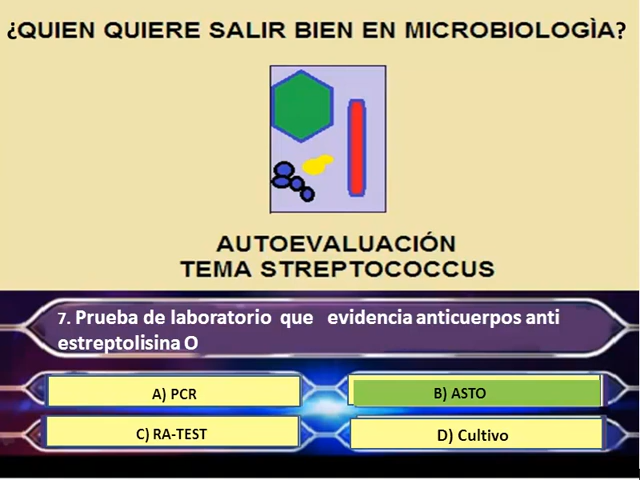 ¿QUIEN QUIERE SALIR BIEN EN MICROBIOLOGÌA?
AUTOEVALUACIÓN
TEMA STREPTOCOCCUS
7. Prueba de laboratorio que evidencia anticuerpos anti
estreptolisina O
A) PCR
B) ASTO
C) RA-TEST
D) Cultivo